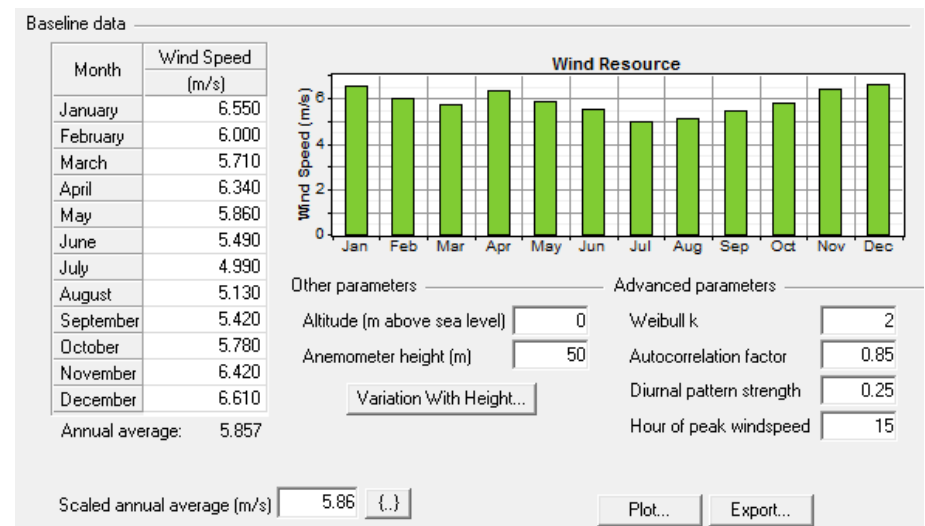 Baseline data
Month
Wind Speed
(m/s)
January 6.550
February 6.000
March 5.710
April 6.340
May 5.860
June 5.490
July 4.990
August 5.130
September 5.420
October 5.780
November 6.420
December 6.610
Annual average: 5.857
Scaled annual average (m/s) 5.86 {..}
Wind Resource
Wind Speed (m/s)
6
4
2
0
Jan Feb Mar Apr May Jun Jul Aug Sep Oct Nov Dec
Other parameters
Altitude (m above sea level) 0
Anemometer height (m) 50
Variation With Height...
Advanced parameters
Weibull k 2
Autocorrelation factor 0.85
Diurnal pattern strength 0.25
Hour of peak windspeed 15
Plot... Export...